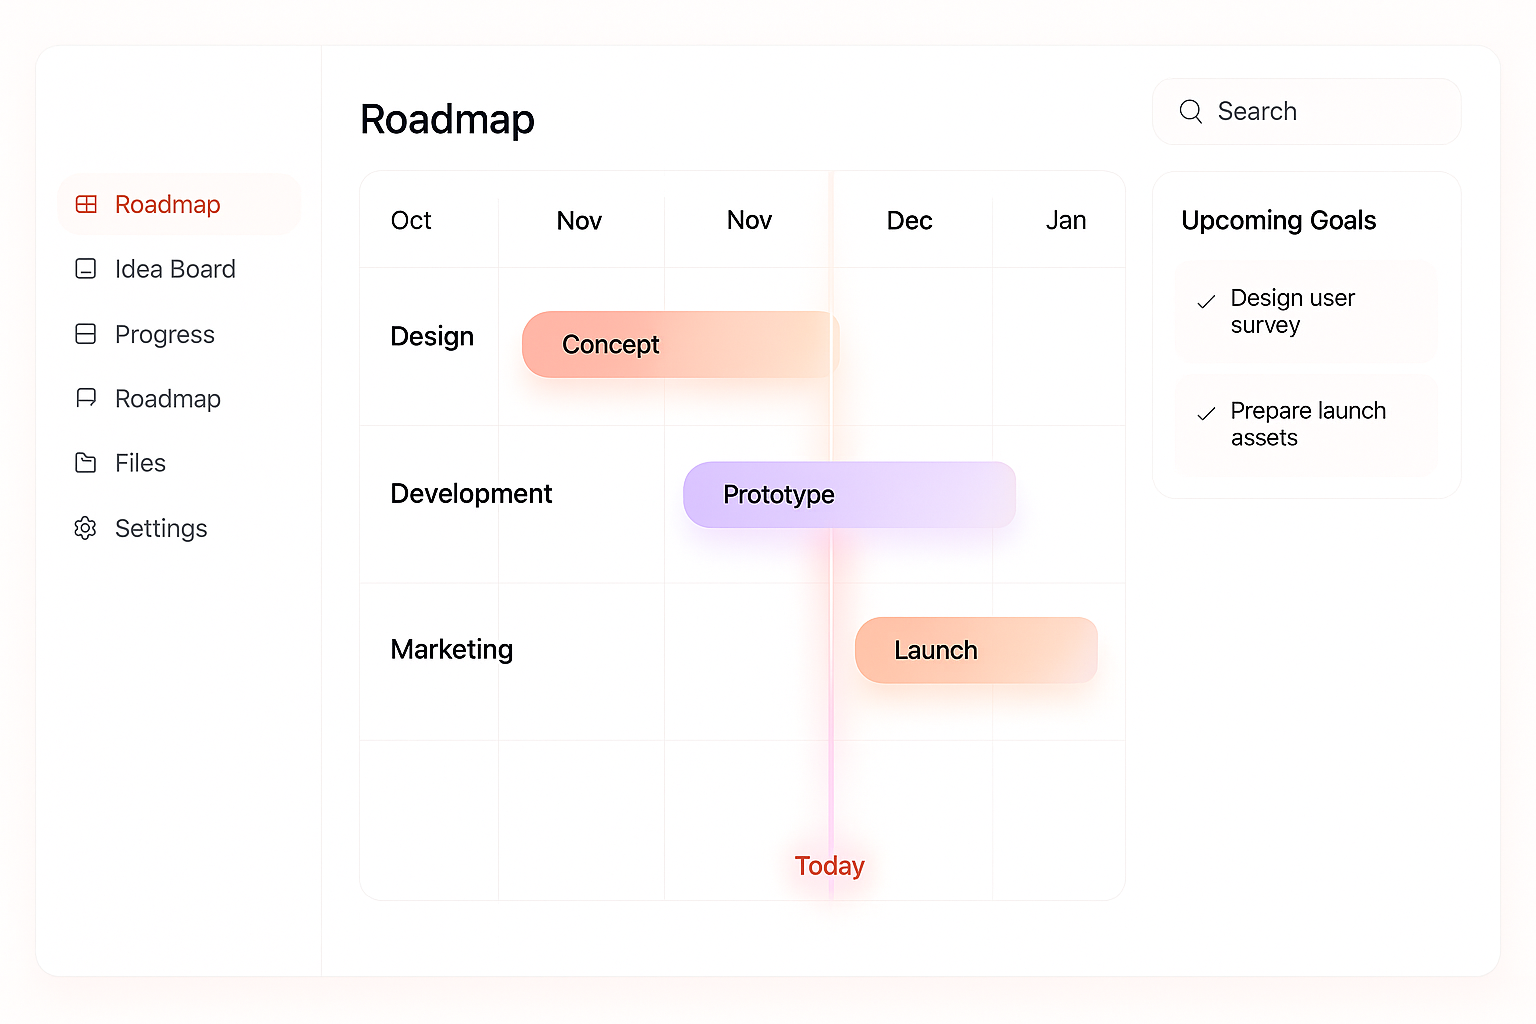 Roadmap
Idea Board
Progress
Roadmap
Files
Settings
Roadmap
Search
Oct
Nov
Nov
Dec
Jan
Design
Concept
Development
Prototype
Marketing
Launch
Today
Upcoming Goals
Design user
survey
Prepare launch
assets